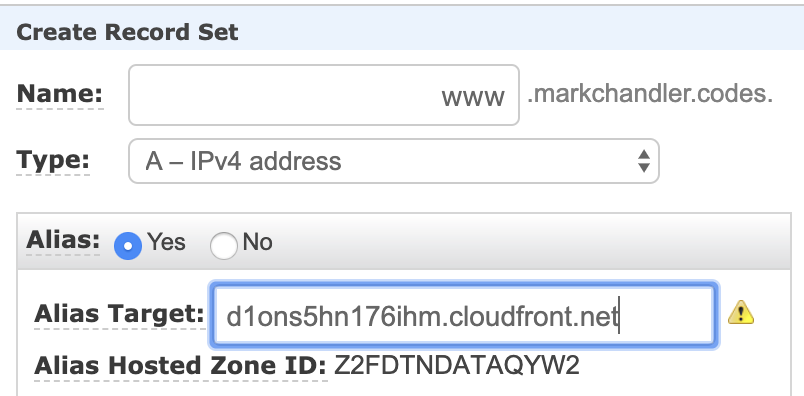 Create Record Set
Name: www .markchandler.codes.
Type: A – IPv4 address
Alias: Yes No
Alias Target: d1ons5hn176ihm.cloudfront.net
Alias Hosted Zone ID: Z2FDTNDATAQYW2